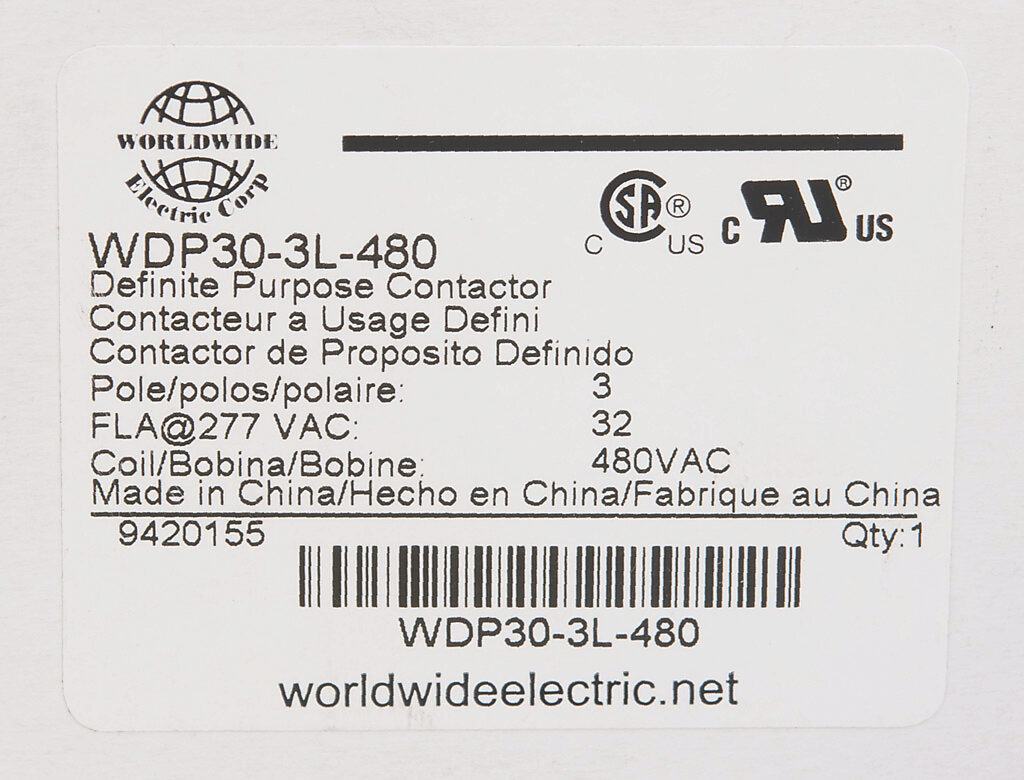 WORLDWIDE
Electric Corp
C SA ® US
C RU ® US
WDP30-3L-480
Definite Purpose Contactor
Contacteur a Usage Defini
Contactor de Proposito Definido
Pole/polos/polaire: 3
FLA@277 VAC: 32
Coil/Bobina/Bobine: 480VAC
Made in China/Hecho en China/Fabrique au China
9420155 Qty:1
WDP30-3L-480
worldwideelectric.net